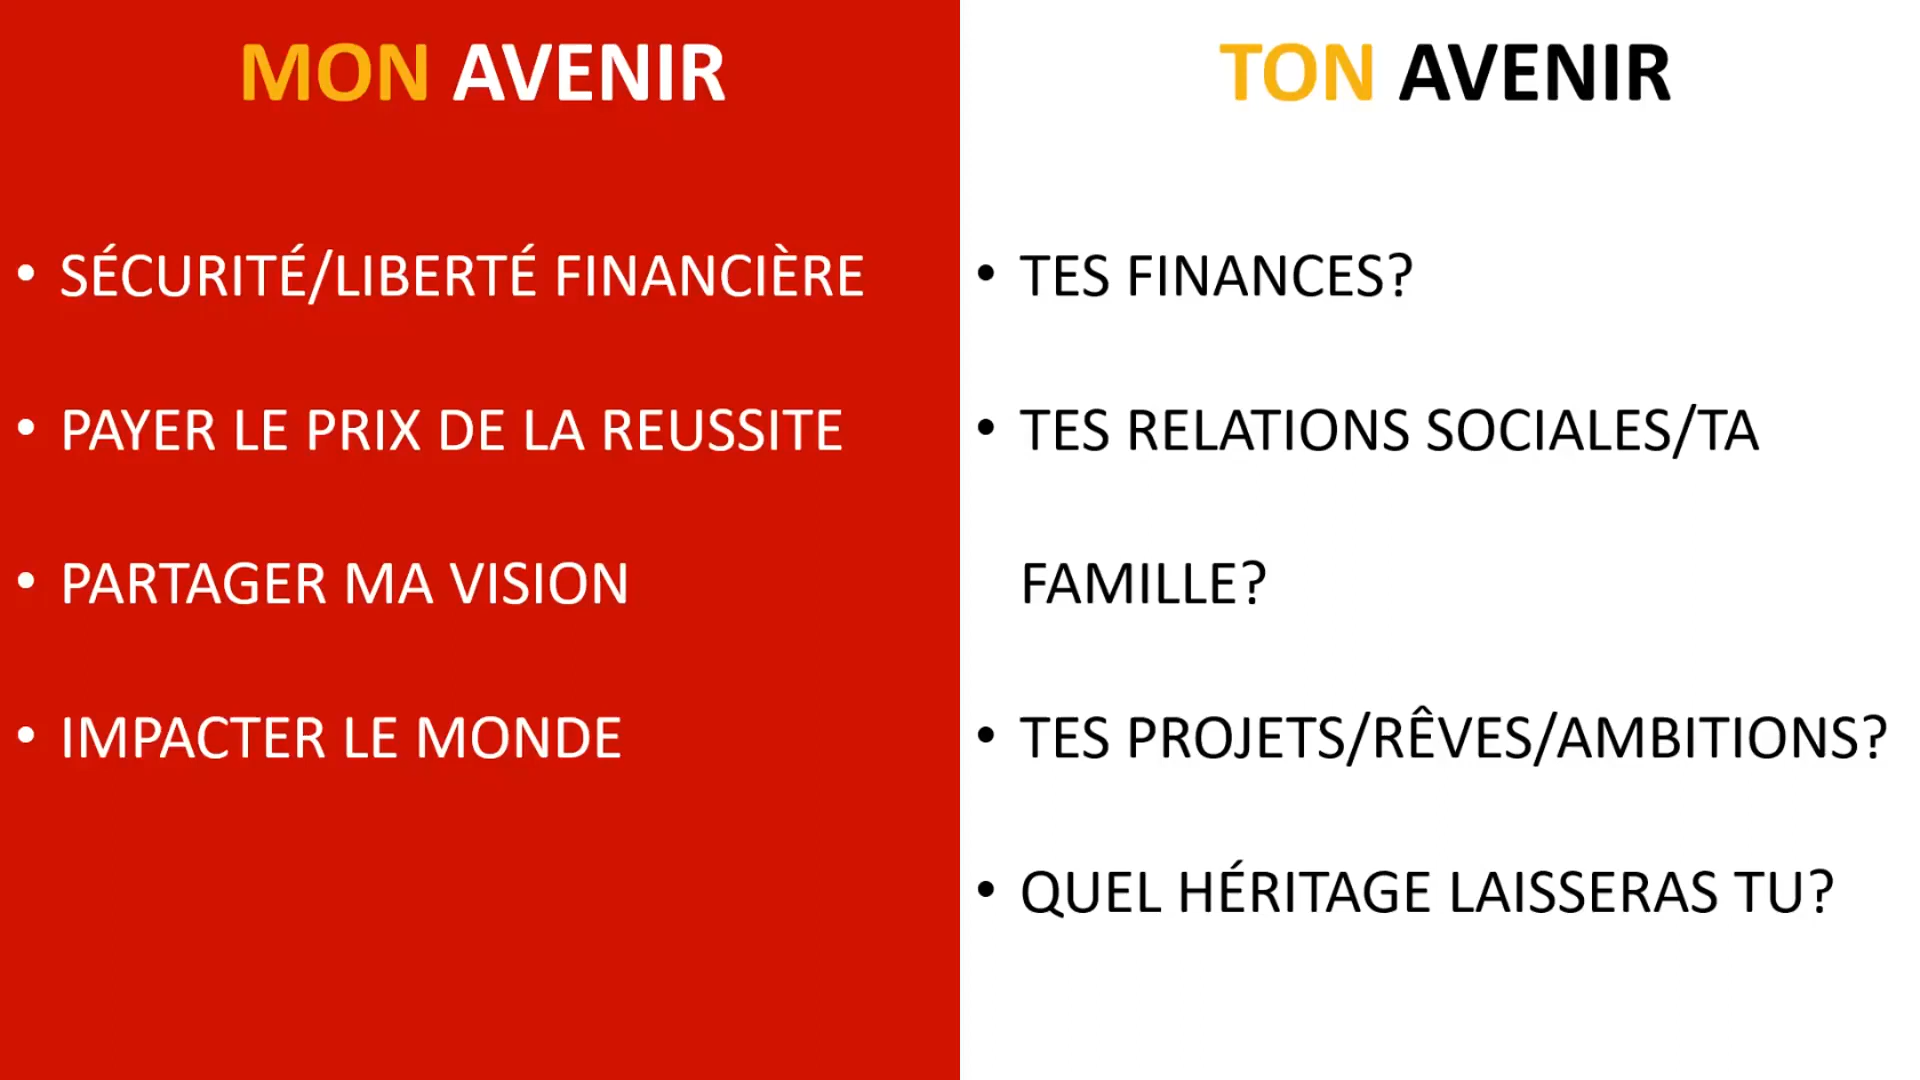 MON AVENIR
• SÉCURITÉ/LIBERTÉ FINANCIÈRE
• PAYER LE PRIX DE LA REUSSITE
• PARTAGER MA VISION
• IMPACTER LE MONDE
TON AVENIR
• TES FINANCES?
• TES RELATIONS SOCIALES/TA
FAMILLE?
• TES PROJETS/RÊVES/AMBITIONS?
• QUEL HÉRITAGE LAISSERAS TU?